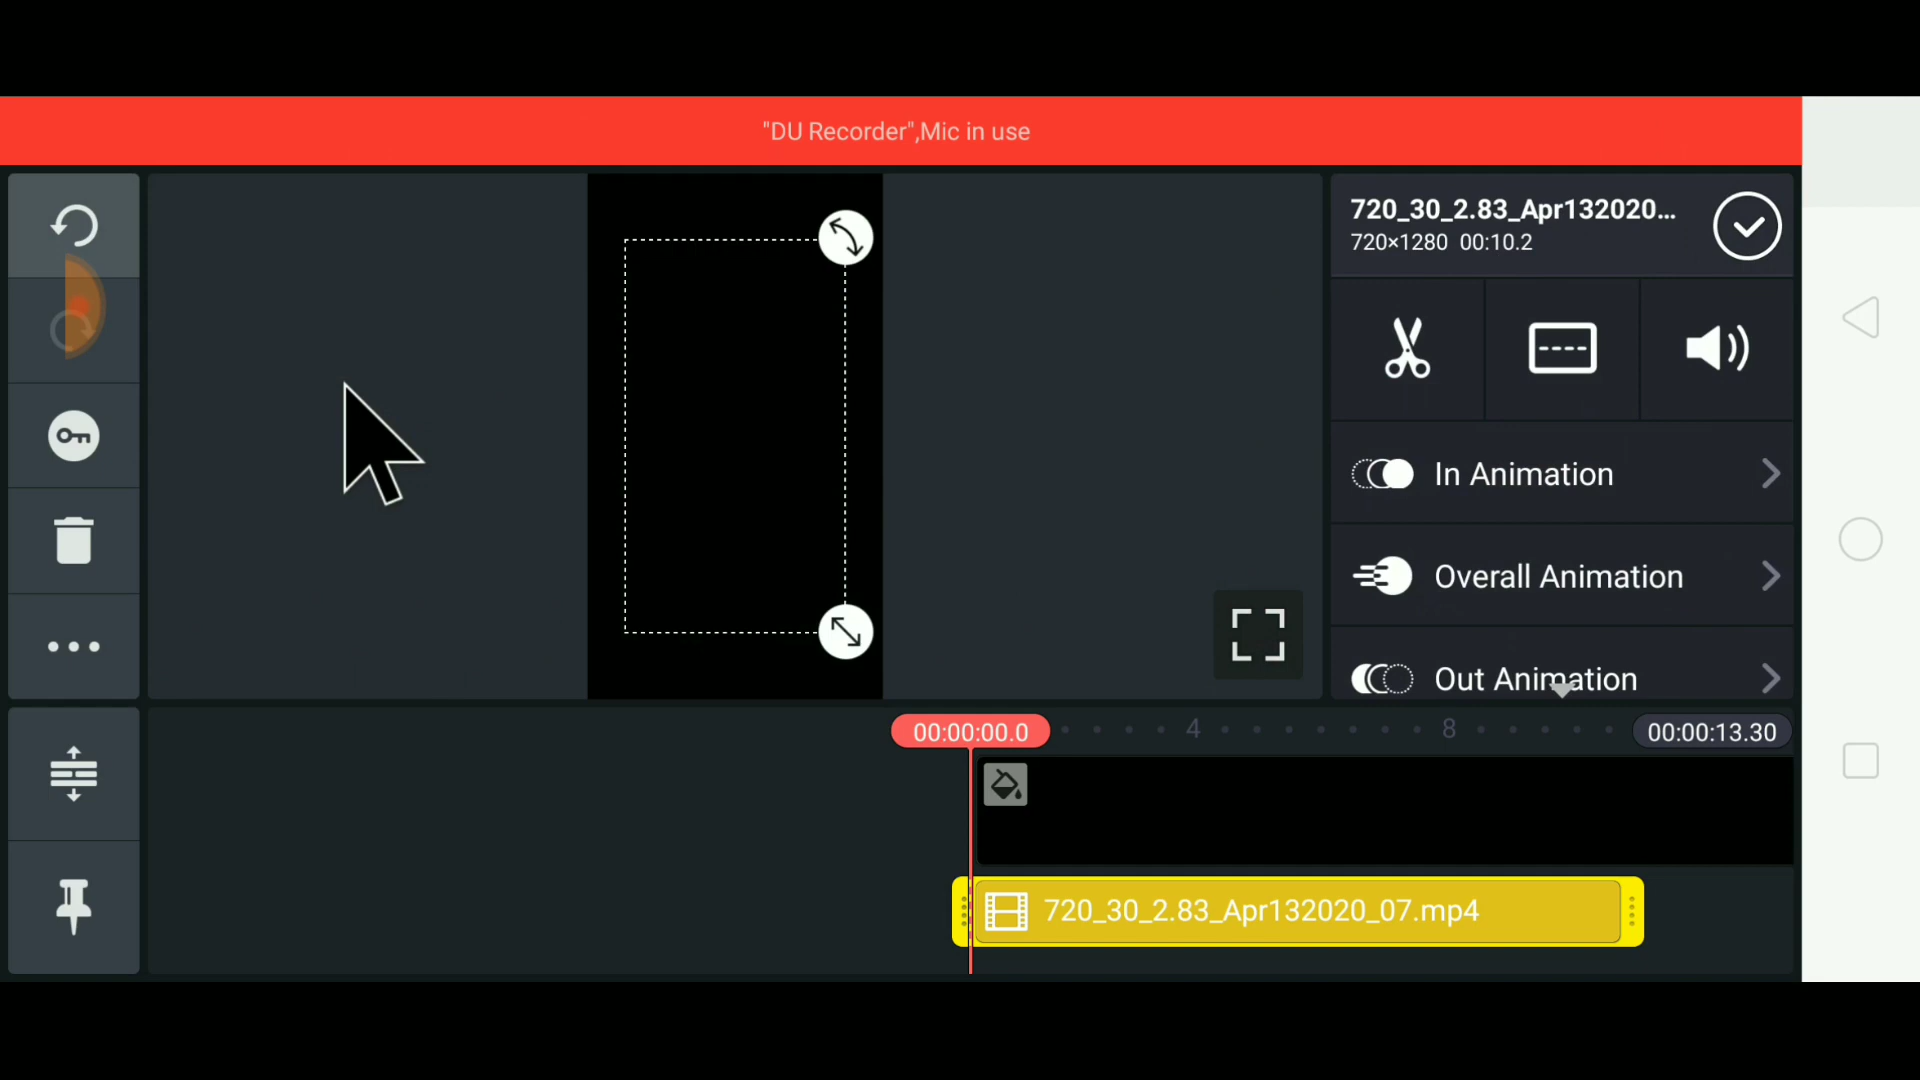 "DU Recorder",Mic in use
720_30_2.83_Apr132020...
720×1280 00:10.2
In Animation
Overall Animation
Out Animation
00:00:00.0
4
8
00:00:13.30
720_30_2.83_Apr132020_07.mp4